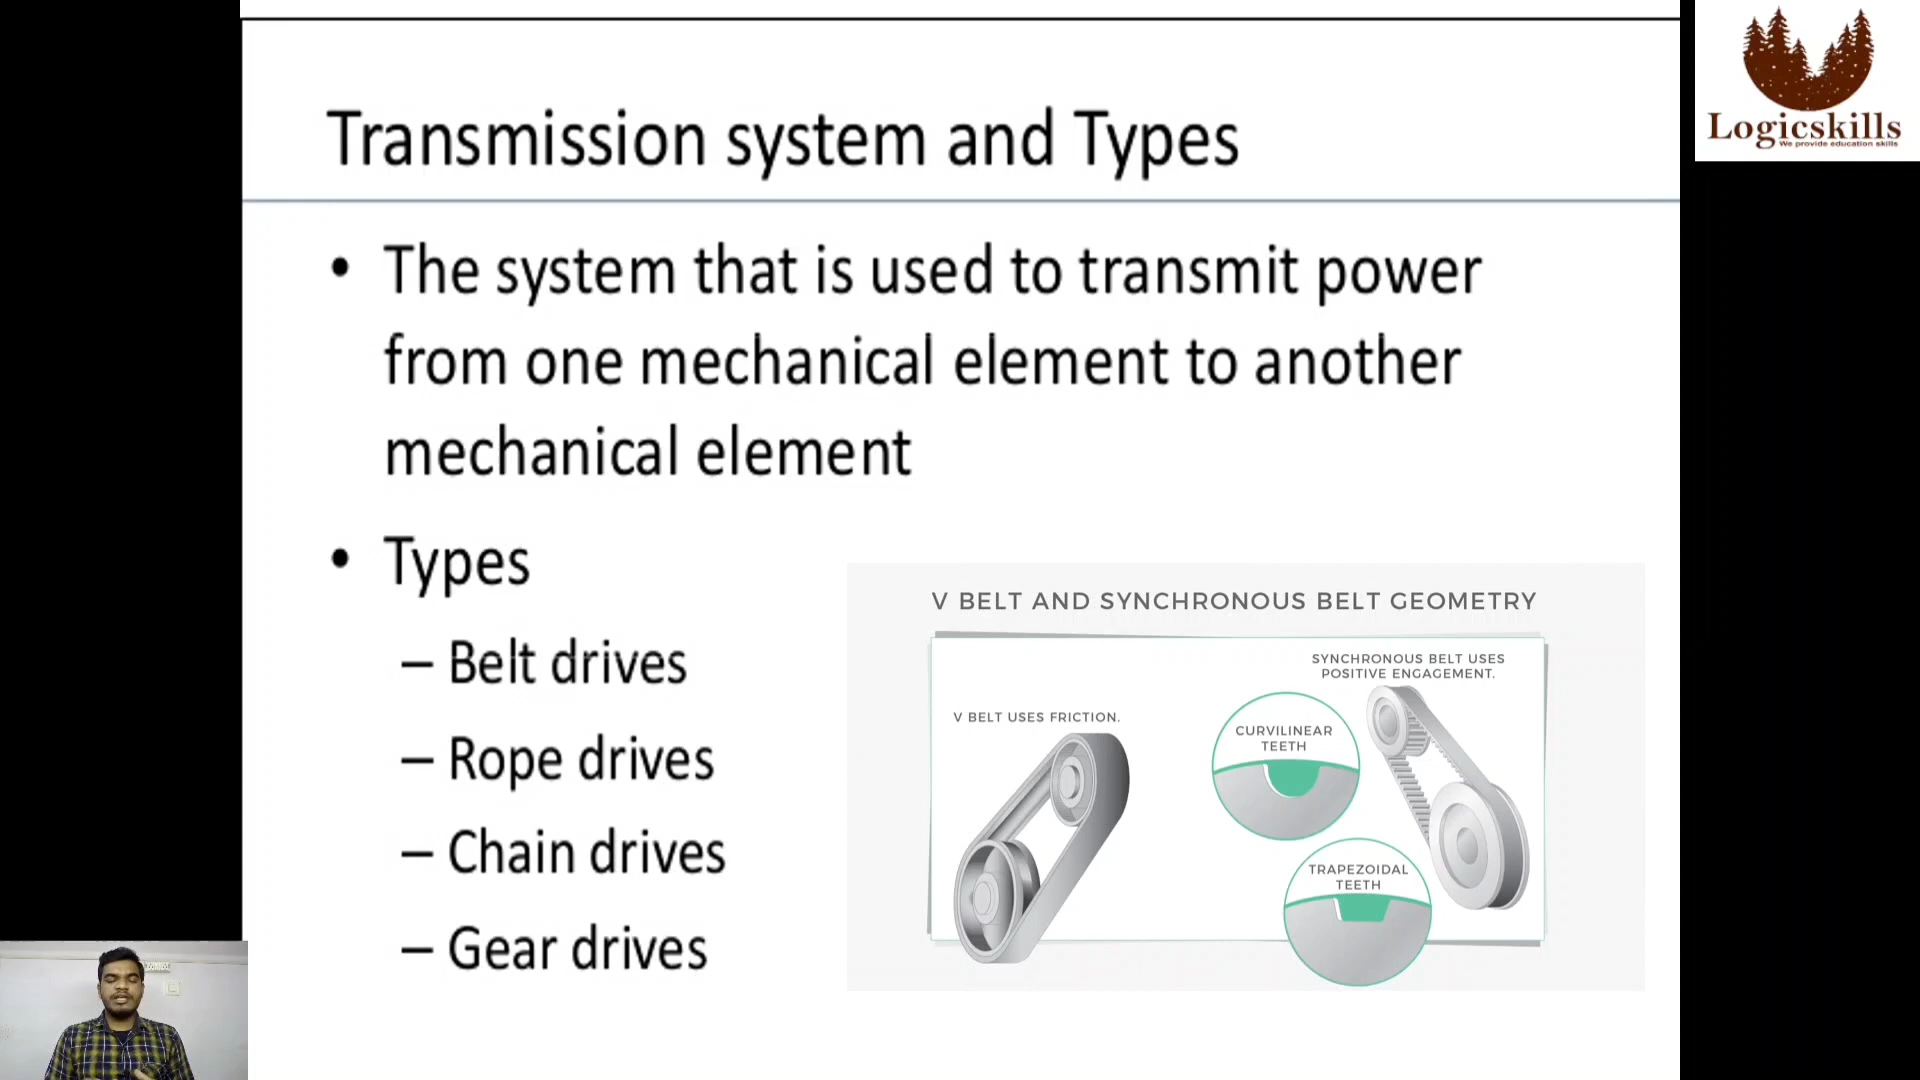 Logicskills
We provide education skills
Transmission system and Types
• The system that is used to transmit power
from one mechanical element to another
mechanical element
• Types
– Belt drives
– Rope drives
– Chain drives
– Gear drives
V BELT AND SYNCHRONOUS BELT GEOMETRY
V BELT USES FRICTION.
SYNCHRONOUS BELT USES
POSITIVE ENGAGEMENT.
CURVILINEAR
TEETH
TRAPEZOIDAL
TEETH